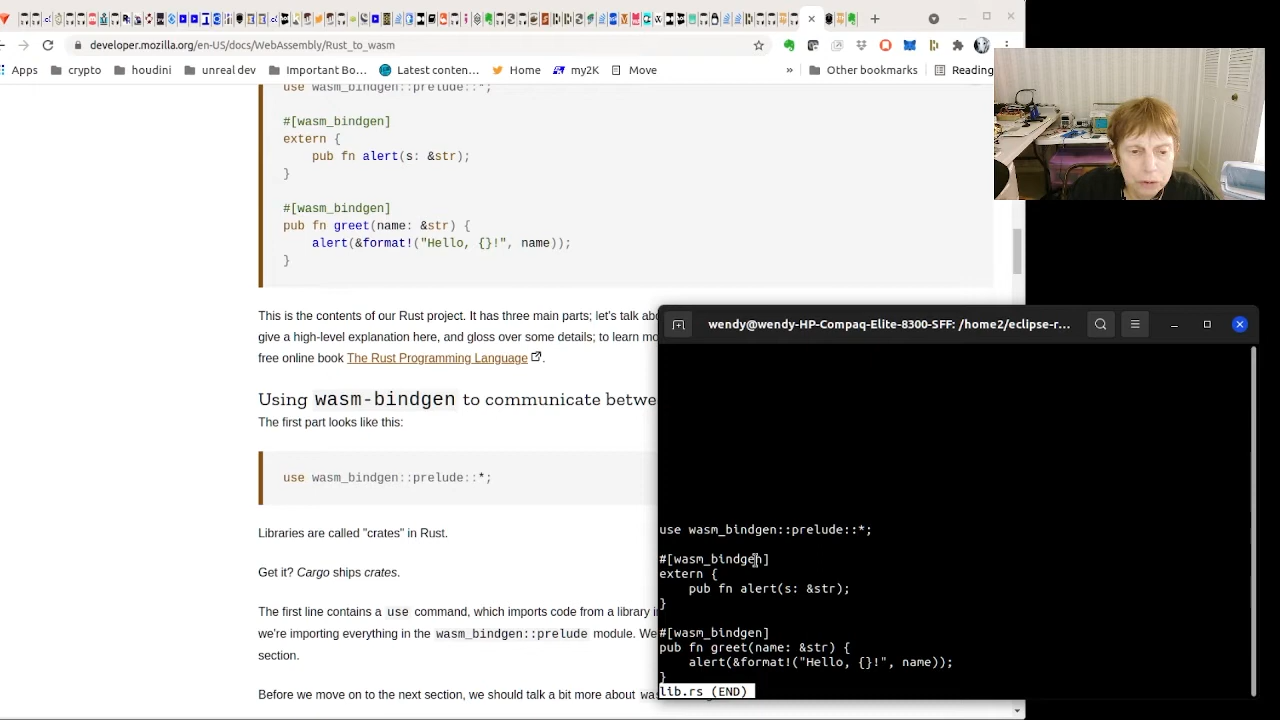 developer.mozilla.org/en-US/docs/WebAssembly/Rust_to_wasm
Apps crypto houdini unreal dev Important Bo... Latest conten... Home my2K Move » Other bookmarks Reading
use wasm_bindgen::prelude::*;
#[wasm_bindgen]
extern {
pub fn alert(s: &str);
}
#[wasm_bindgen]
pub fn greet(name: &str) {
alert(&format!("Hello, {}!", name));
}
This is the contents of our Rust project. It has three main parts; let's talk
give a high-level explanation here, and gloss over some details; to learn
free online book The Rust Programming Language.
Using wasm-bindgen to communicate
The first part looks like this:
use wasm_bindgen::prelude::*;
Libraries are called "crates" in Rust.
Get it? Cargo ships crates.
The first line contains a use command, which imports code from a library
we're importing everything in the wasm_bindgen::prelude module. We
section.
Before we move on to the next section, we should talk a bit more about
wendy@wendy-HP-Compaq-Elite-8300-SFF: /home2/eclipse-r...
use wasm_bindgen::prelude::*;
#[wasm_bindgen]
extern {
pub fn alert(s: &str);
}
#[wasm_bindgen]
pub fn greet(name: &str) {
alert(&format!("Hello, {}!", name));
}
lib.rs (END)